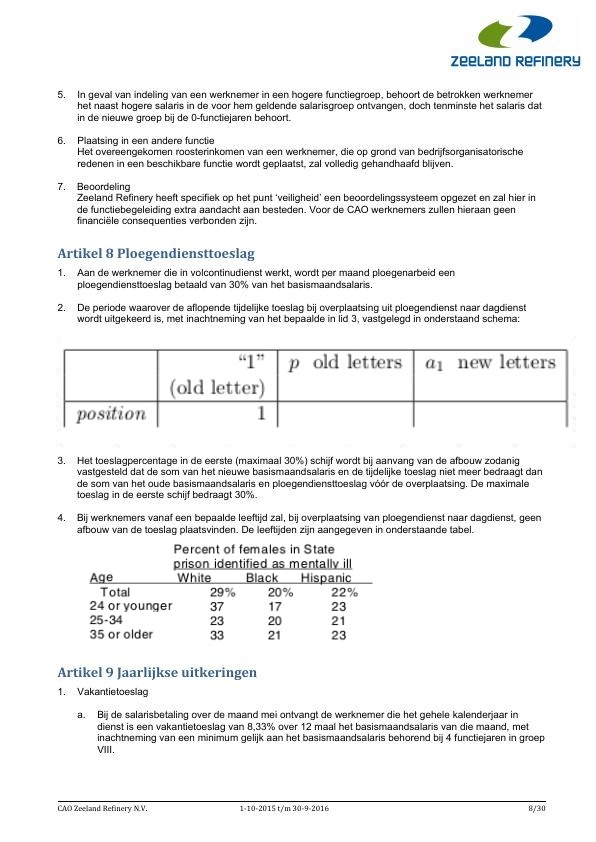 ZEELAND REFINERY
5. In geval van indeling van een werknemer in een hogere functiegroep, behoort de betrokken werknemer
het naast hogere salaris in de voor hem geldende salarisgroep ontvangen, doch tenminste het salaris dat
in de nieuwe groep bij de 0-functiejaren behoort.
6. Plaatsing in een andere functie
Het overeengekomen roosterinkomen van een werknemer, die op grond van bedrijfsorganisatorische
redenen in een beschikbare functie wordt geplaatst, zal volledig gehandhaafd blijven.
7. Beoordeling
Zeeland Refinery heeft specifiek op het punt ‘veiligheid’ een beoordelingssysteem opgezet en zal hier in
de functiebegeleiding extra aandacht aan besteden. Voor de CAO werknemers zullen hieraan geen
financiële consequenties verbonden zijn.
Artikel 8 Ploegendiensttoeslag
1. Aan de werknemer die in volcontinudienst werkt, wordt per maand ploegenarbeid een
ploegendiensttoeslag betaald van 30% van het basismaandsalaris.
2. De periode waarover de aflopende tijdelijke toeslag bij overplaatsing uit ploegendienst naar dagdienst
wordt uitgekeerd is, met inachtneming van het bepaalde in lid 3, vastgelegd in onderstaand schema:
“1” p old letters a1 new letters
(old letter)
position 1
3. Het toeslagpercentage in de eerste (maximaal 30%) schijf wordt bij aanvang van de afbouw zodanig
vastgesteld dat de som van het nieuwe basismaandsalaris en de tijdelijke toeslag niet meer bedraagt dan
de som van het oude basismaandsalaris en ploegendiensttoeslag vóór de overplaatsing. De maximale
toeslag in de eerste schijf bedraagt 30%.
4. Bij werknemers vanaf een bepaalde leeftijd zal, bij overplaatsing van ploegendienst naar dagdienst, geen
afbouw van de toeslag plaatsvinden. De leeftijden zijn aangegeven in onderstaande tabel.
Percent of females in State
prison identified as mentally ill
Age White Black Hispanic
Total 29% 20% 22%
24 or younger 37 17 23
25-34 23 20 21
35 or older 33 21 23
Artikel 9 Jaarlijkse uitkeringen
1. Vakantietoeslag
a. Bij de salarisbetaling over de maand mei ontvangt de werknemer die het gehele kalenderjaar in
dienst is een vakantietoeslag van 8,33% over 12 maal het basismaandsalaris van die maand, met
inachtneming van een minimum gelijk aan het basismaandsalaris behorend bij 4 functiejaren in groep
VIII.
CAO Zeeland Refinery N.V. 1-10-2015 t/m 30-9-2016 8/30